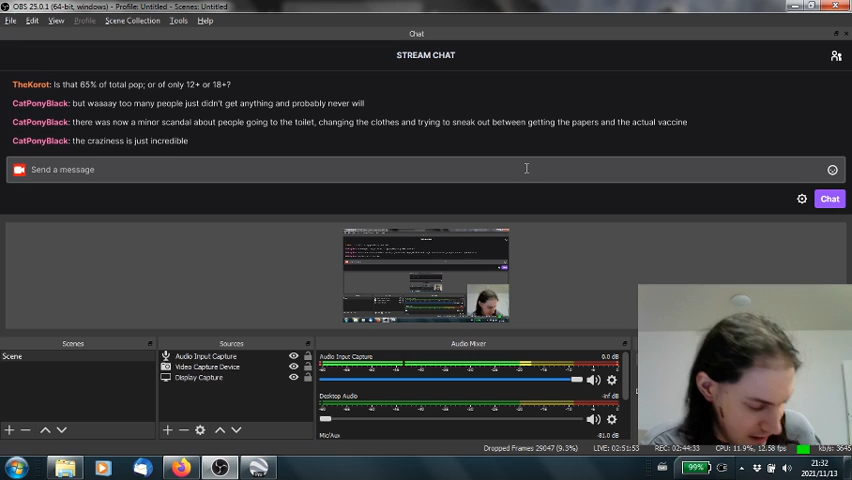 OBS 25.0.1 (64-bit, windows) - Profile: Untitled - Scenes: Untitled
File Edit View Profile Scene Collection Tools Help
Chat
STREAM CHAT
TheKorot: Is that 65% of total pop; or of only 12+ or 18+?
CatPonyBlack: but waaaay too many people just didn't get anything and probably never will
CatPonyBlack: there was now a minor scandal about people going to the toilet, changing the clothes and trying to sneak out between getting the papers and the actual vaccine
CatPonyBlack: the craziness is just incredible
Send a message
Chat
Scenes Sources Audio Mixer
Scene
Audio Input Capture
Video Capture Device
Display Capture
Audio Input Capture 0.0 dB
Desktop Audio -inf dB
Mic/Aux -81.0 dB
Dropped Frames 29047 (9.3%) LIVE: 02:51:53 REC: 02:44:33 CPU: 11.9%, 12.58 fps kb/s: 3645
99% 21:32
2021/11/13